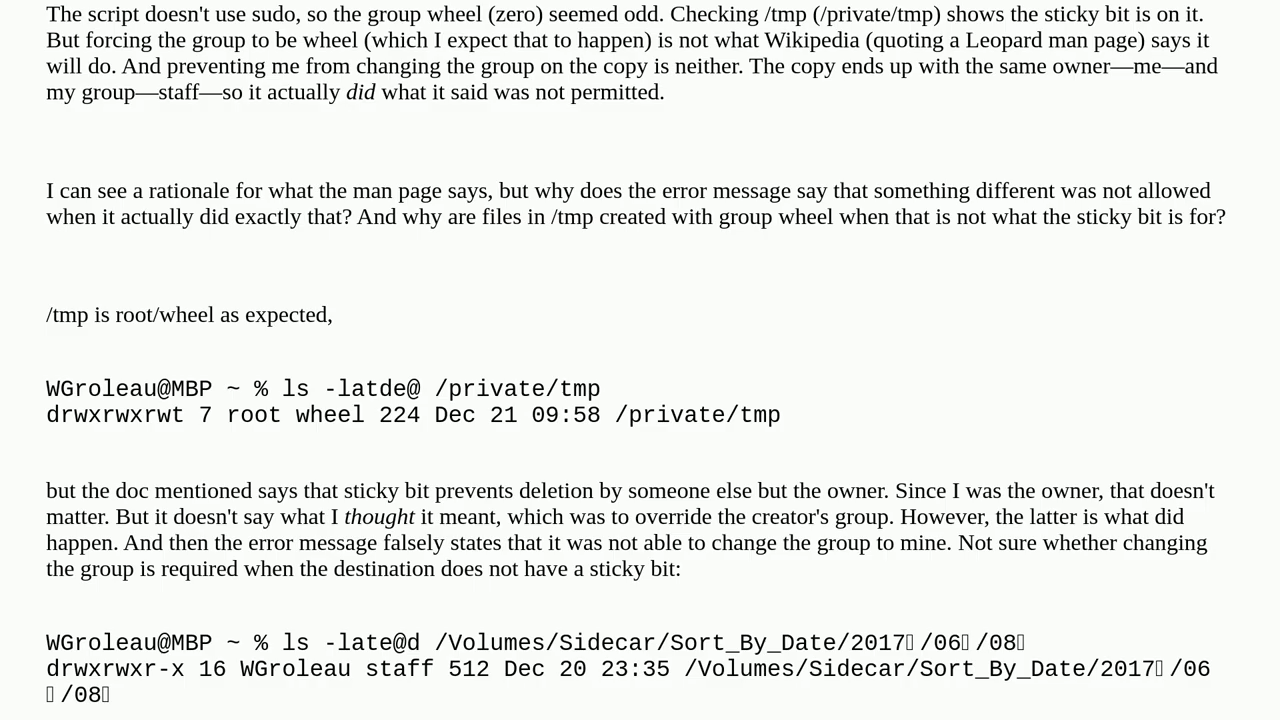 The script doesn't use sudo, so the group wheel (zero) seemed odd. Checking /tmp (/private/tmp) shows the sticky bit is on it.
But forcing the group to be wheel (which I expect that to happen) is not what Wikipedia (quoting a Leopard man page) says it
will do. And preventing me from changing the group on the copy is neither. The copy ends up with the same owner—me—and
my group—staff—so it actually did what it said was not permitted.
I can see a rationale for what the man page says, but why does the error message say that something different was not allowed
when it actually did exactly that? And why are files in /tmp created with group wheel when that is not what the sticky bit is for?
/tmp is root/wheel as expected,
WGroleau@MBP ~ % ls -latde@ /private/tmp
drwxrwxrwt 7 root wheel 224 Dec 21 09:58 /private/tmp
but the doc mentioned says that sticky bit prevents deletion by someone else but the owner. Since I was the owner, that doesn't
matter. But it doesn't say what I thought it meant, which was to override the creator's group. However, the latter is what did
happen. And then the error message falsely states that it was not able to change the group to mine. Not sure whether changing
the group is required when the destination does not have a sticky bit:
WGroleau@MBP ~ % ls -late@d /Volumes/Sidecar/Sort_By_Date/2017 /06 /08
drwxrwxr-x 16 WGroleau staff 512 Dec 20 23:35 /Volumes/Sidecar/Sort_By_Date/2017 /06
/08